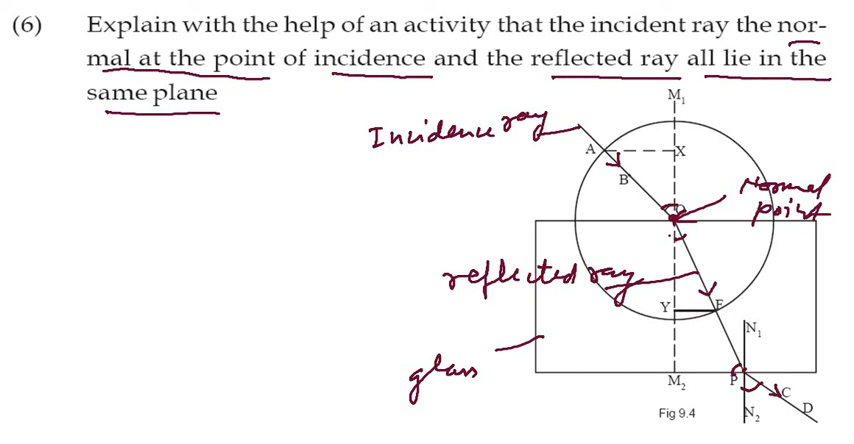 (6) Explain with the help of an activity that the incident ray the nor-
mal at the point of incidence and the reflected ray all lie in the
same plane
M₁
Incidence ray
A X
B
Normal
point
reflected ray
Y E
N₁
glass
M₂ P C
D
Fig 9.4 N₂